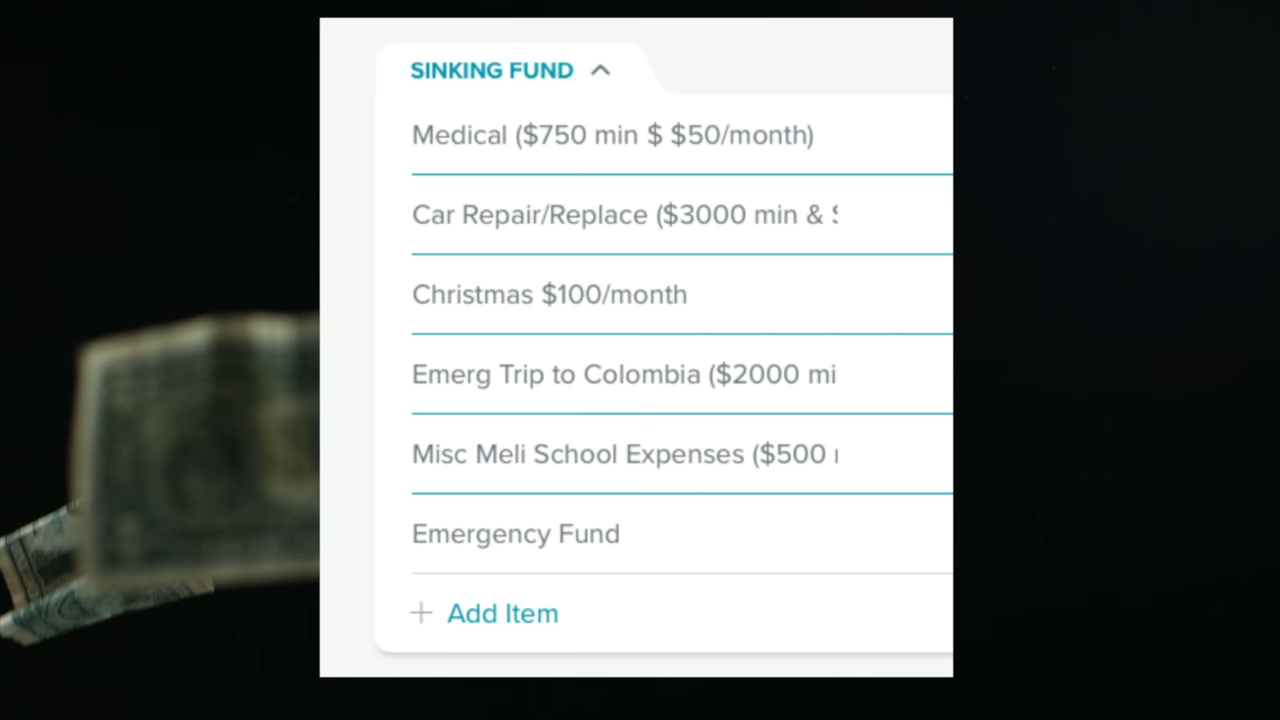 SINKING FUND
Medical ($750 min $ $50/month)
Car Repair/Replace ($3000 min &
Christmas $100/month
Emerg Trip to Colombia ($2000 mi
Misc Meli School Expenses ($500
Emergency Fund
+ Add Item